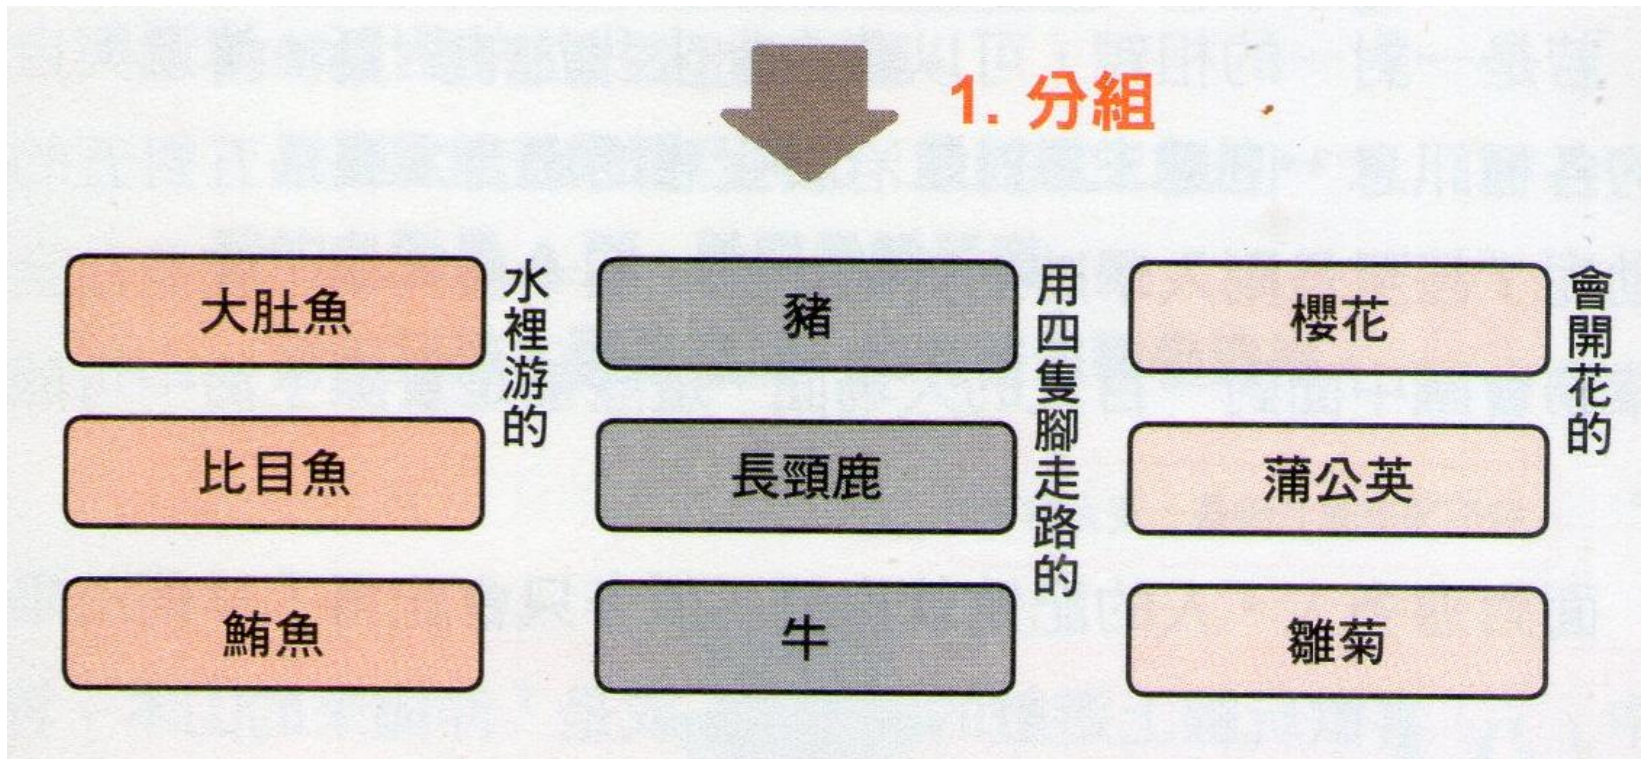 1. 分組
大肚魚
比目魚
鮪魚
水裡游的
豬
長頸鹿
牛
用四隻腳走路的
櫻花
蒲公英
雛菊
會開花的